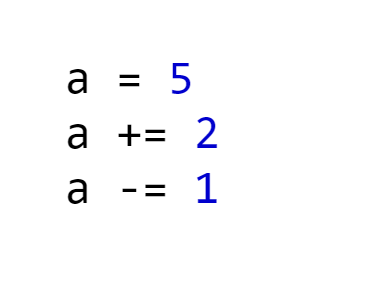 a = 5
a += 2
a -= 1